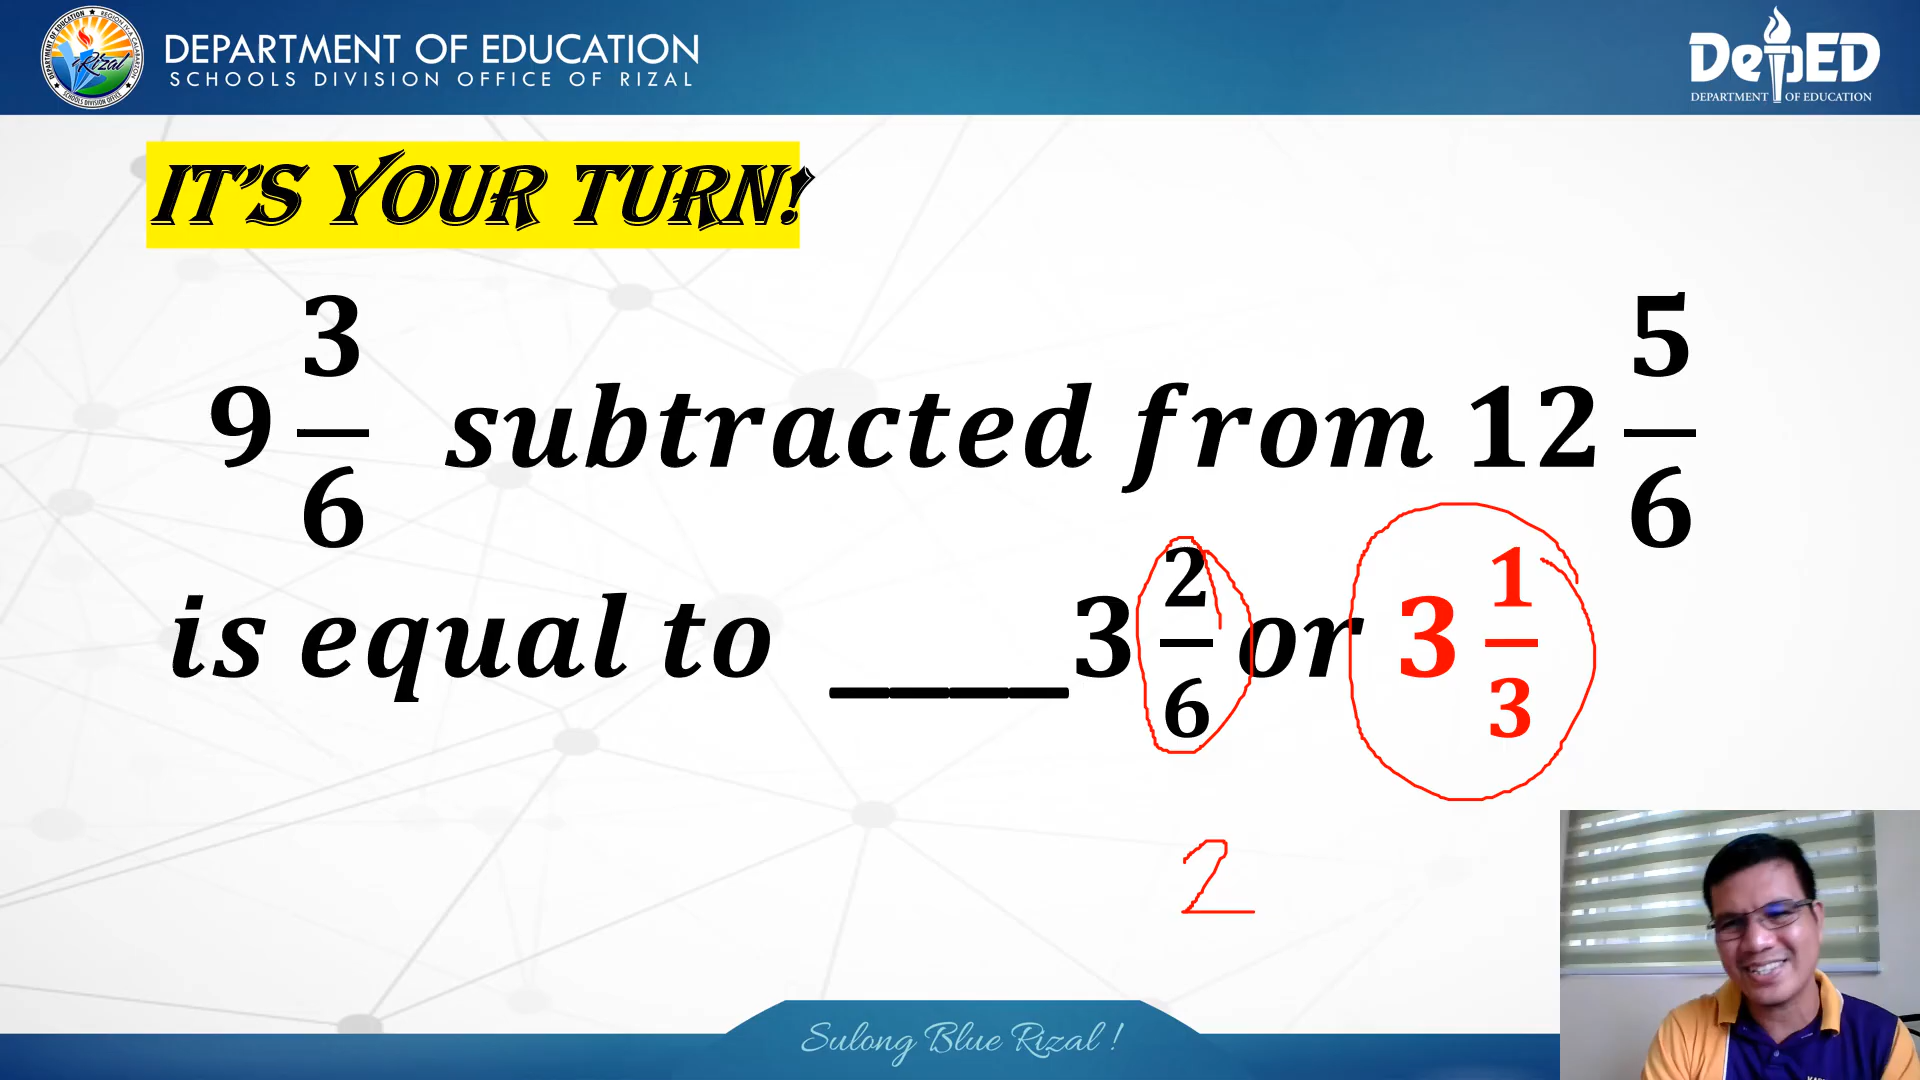 DEPARTMENT OF EDUCATION
SCHOOLS DIVISION OFFICE OF RIZAL
Rizal
DepED
DEPARTMENT OF EDUCATION
IT'S YOUR TURN!
9 3/6 subtracted from 12 5/6
is equal to ____3 2/6 or 3 1/3
2
Sulong Blue Rizal !